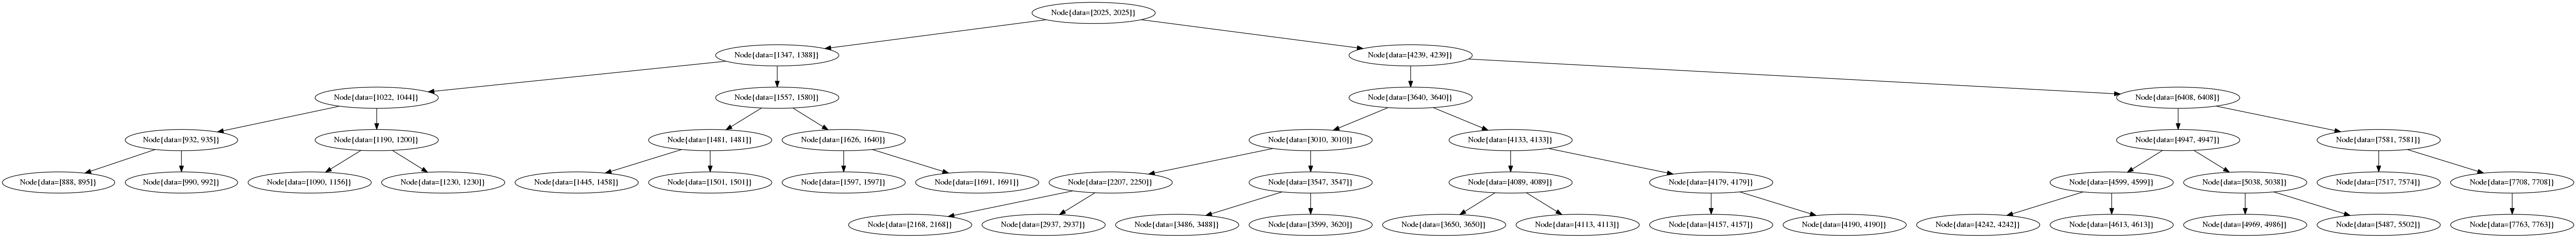 Node{data=[2025, 2025]}
Node{data=[1347, 1388]}
Node{data=[4239, 4239]}
Node{data=[1022, 1044]}
Node{data=[1557, 1580]}
Node{data=[3640, 3640]}
Node{data=[6408, 6408]}
Node{data=[932, 935]}
Node{data=[1190, 1200]}
Node{data=[1481, 1481]}
Node{data=[1626, 1640]}
Node{data=[3010, 3010]}
Node{data=[4133, 4133]}
Node{data=[4947, 4947]}
Node{data=[7581, 7581]}
Node{data=[888, 895]}
Node{data=[990, 992]}
Node{data=[1090, 1156]}
Node{data=[1230, 1230]}
Node{data=[1445, 1458]}
Node{data=[1501, 1501]}
Node{data=[1597, 1597]}
Node{data=[1691, 1691]}
Node{data=[2207, 2250]}
Node{data=[3547, 3547]}
Node{data=[4089, 4089]}
Node{data=[4179, 4179]}
Node{data=[4599, 4599]}
Node{data=[5038, 5038]}
Node{data=[7517, 7574]}
Node{data=[7708, 7708]}
Node{data=[2168, 2168]}
Node{data=[2937, 2937]}
Node{data=[3486, 3488]}
Node{data=[3599, 3620]}
Node{data=[3650, 3650]}
Node{data=[4113, 4113]}
Node{data=[4157, 4157]}
Node{data=[4190, 4190]}
Node{data=[4242, 4242]}
Node{data=[4613, 4613]}
Node{data=[4969, 4986]}
Node{data=[5487, 5502]}
Node{data=[7763, 7763]}